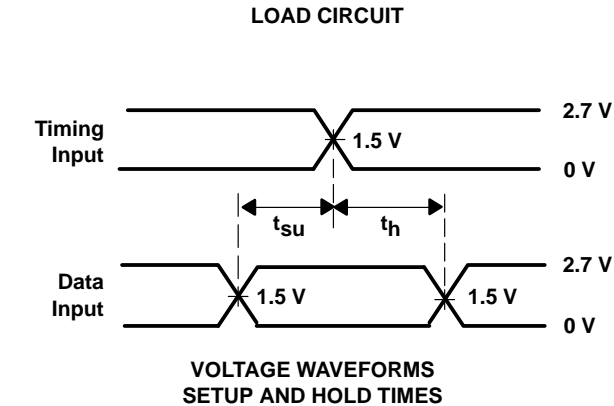 LOAD CIRCUIT
2.7 V
Timing
Input
1.5 V
0 V
tsu
th
2.7 V
Data
Input
1.5 V
1.5 V
0 V
VOLTAGE WAVEFORMS
SETUP AND HOLD TIMES